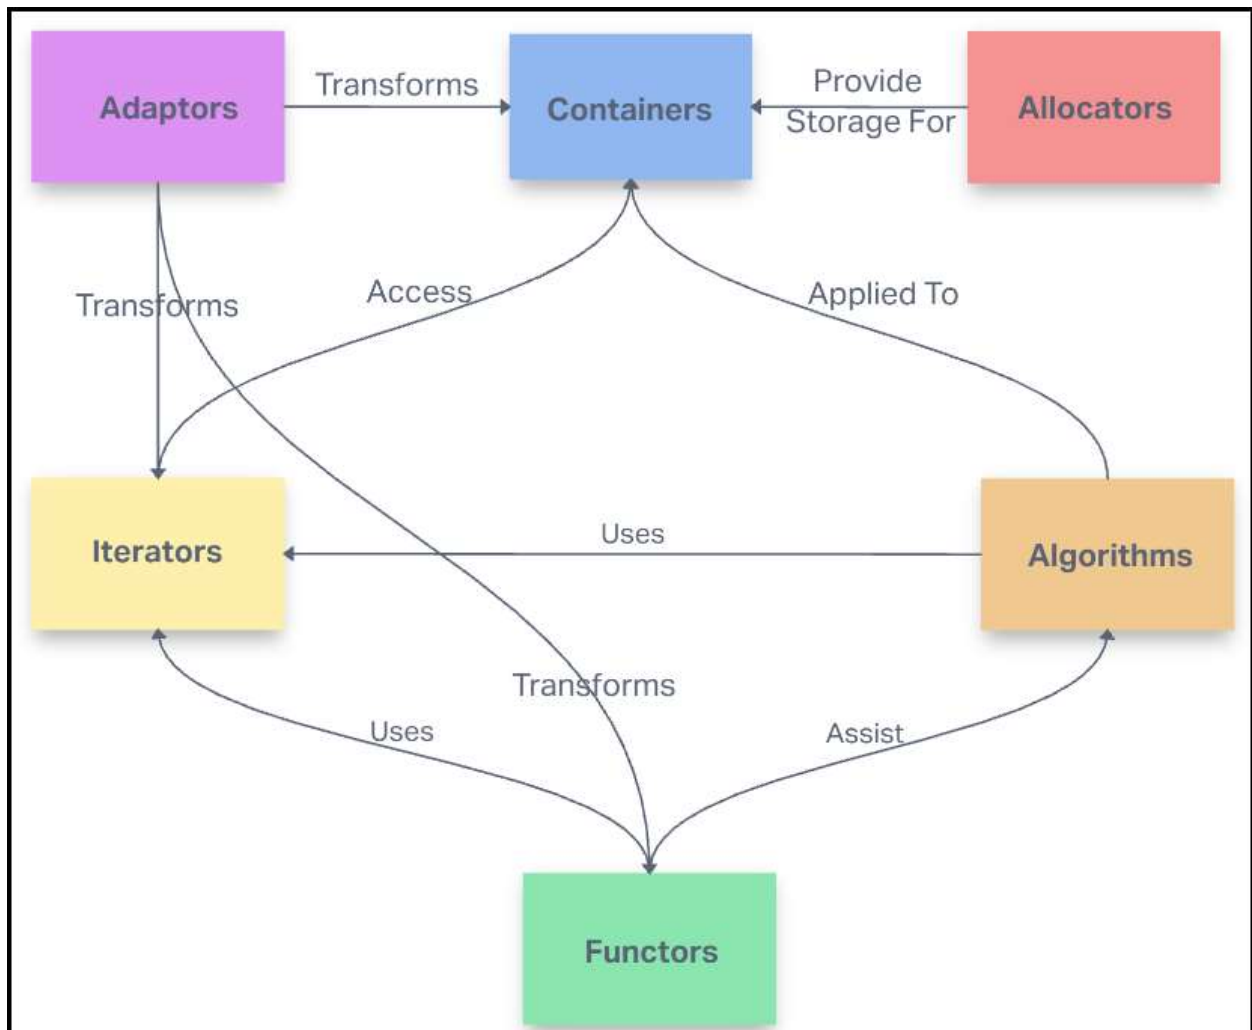 Adaptors
Transforms
Containers
Provide
Storage For
Allocators
Transforms
Access
Applied To
Iterators
Uses
Algorithms
Transforms
Uses
Assist
Functors